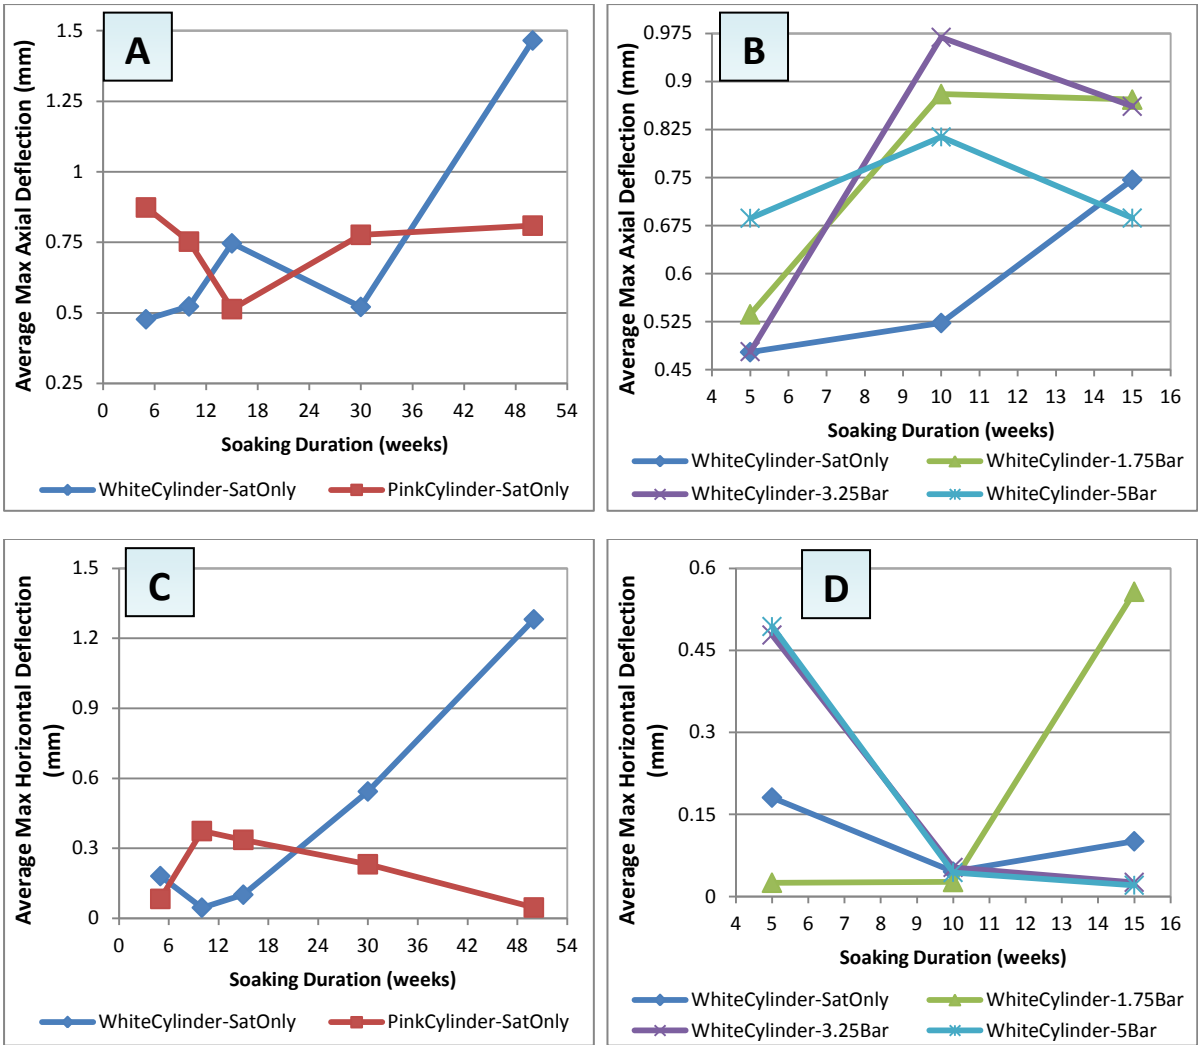 A
Average Max Axial Deflection (mm)
1.5
1.25
1
0.75
0.5
0.25
0 6 12 18 24 30 36 42 48 54
Soaking Duration (weeks)
WhiteCylinder-SatOnly PinkCylinder-SatOnly
B
Average Max Axial Deflection (mm)
0.975
0.9
0.825
0.75
0.675
0.6
0.525
0.45
4 5 6 7 8 9 10 11 12 13 14 15 16
Soaking Duration (weeks)
WhiteCylinder-SatOnly WhiteCylinder-1.75Bar
WhiteCylinder-3.25Bar WhiteCylinder-5Bar
C
Average Max Horizontal Deflection
(mm)
1.5
1.2
0.9
0.6
0.3
0
0 6 12 18 24 30 36 42 48 54
Soaking Duration (weeks)
WhiteCylinder-SatOnly PinkCylinder-SatOnly
D
Average Max Horizontal Deflection
(mm)
0.6
0.45
0.3
0.15
0
4 5 6 7 8 9 10 11 12 13 14 15 16
Soaking Duration (weeks)
WhiteCylinder-SatOnly WhiteCylinder-1.75Bar
WhiteCylinder-3.25Bar WhiteCylinder-5Bar